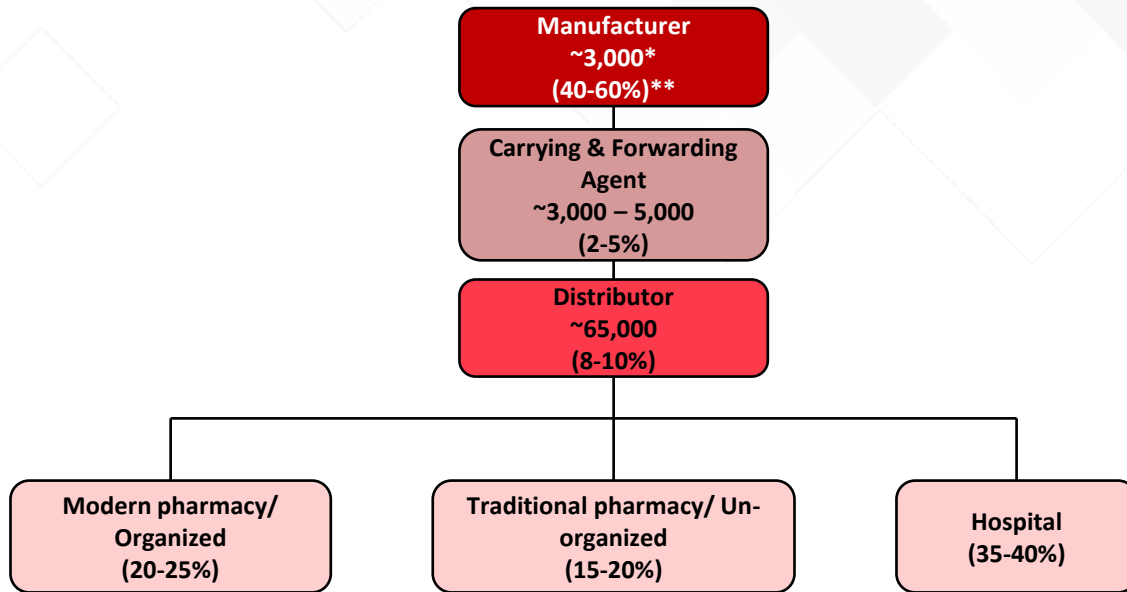 Manufacturer
~3,000*
(40-60%)**
Carrying & Forwarding
Agent
~3,000 – 5,000
(2-5%)
Distributor
~65,000
(8-10%)
Modern pharmacy/
Organized
(20-25%)
Traditional pharmacy/ Un-
organized
(15-20%)
Hospital
(35-40%)